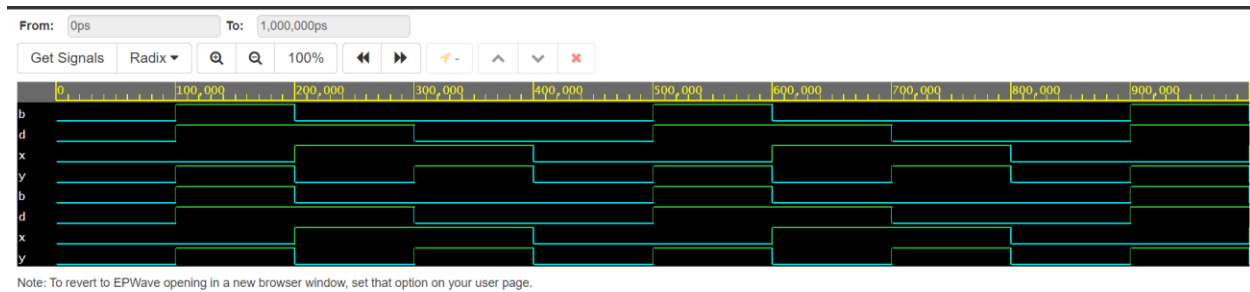 From: 0ps To: 1,000,000ps
Get Signals Radix 100% -
0 100,000 200,000 300,000 400,000 500,000 600,000 700,000 800,000 900,000
b
d
x
y
b
d
x
y
Note: To revert to EPWave opening in a new browser window, set that option on your user page.